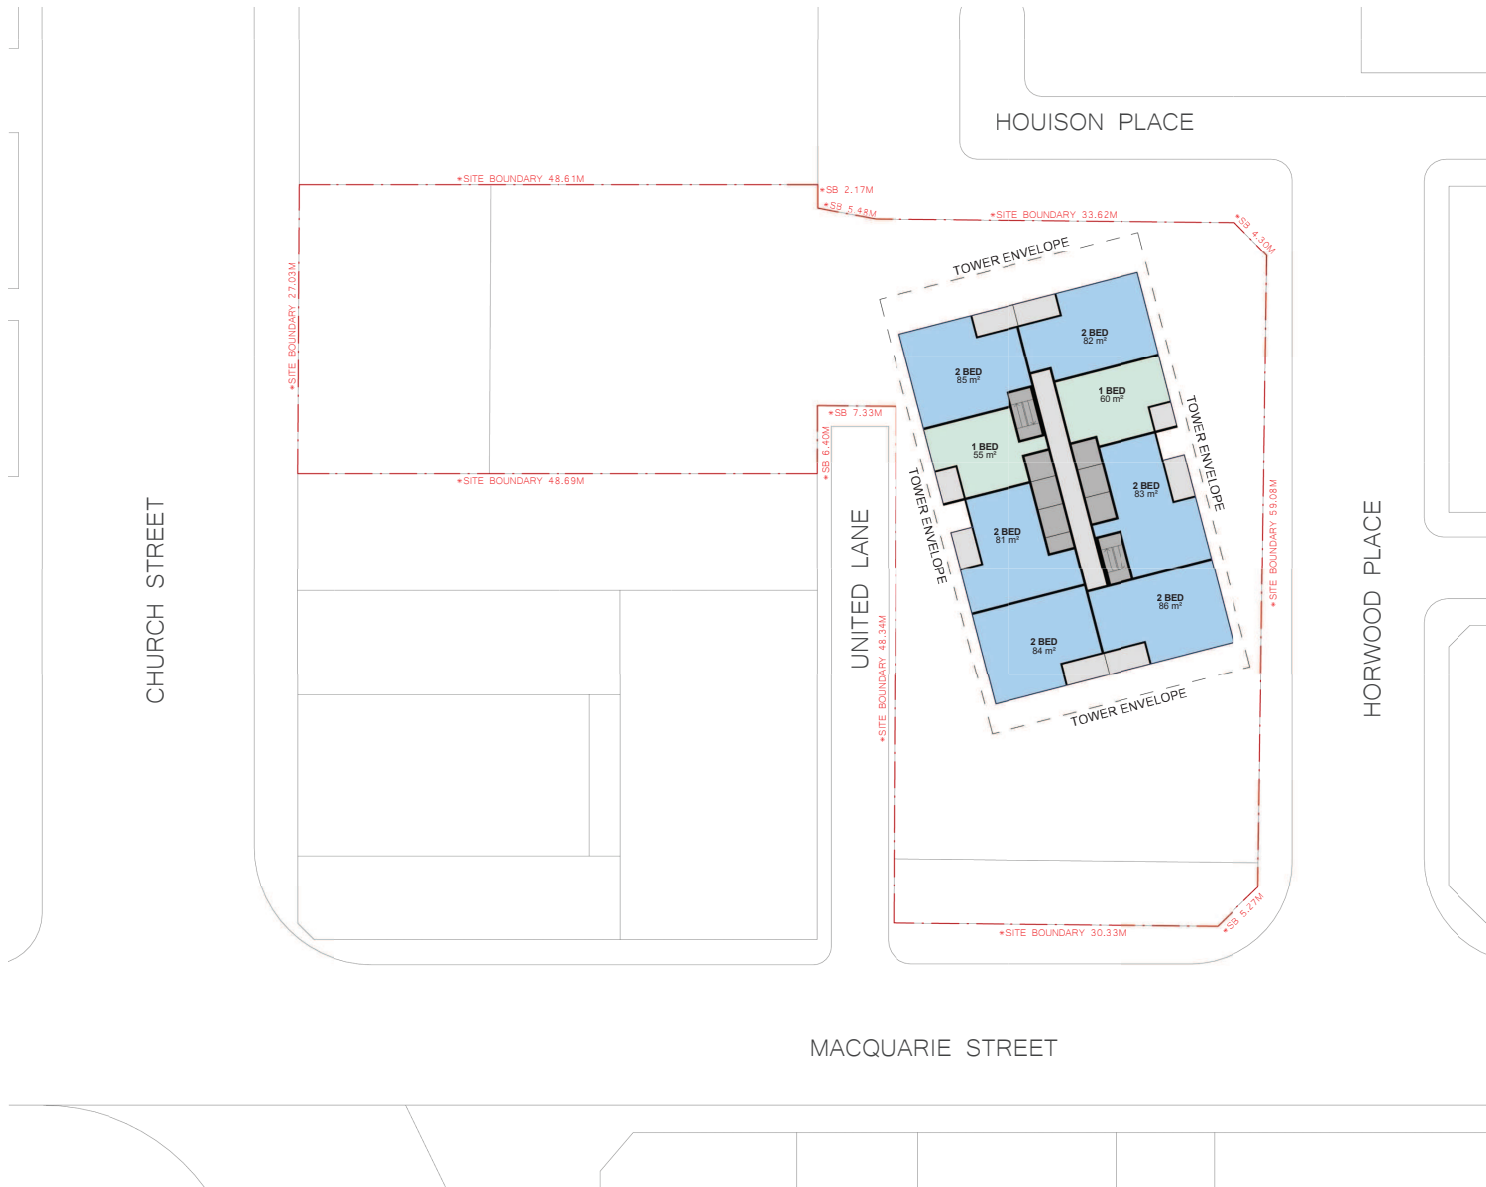 HOUISON PLACE
*SITE BOUNDARY 48.61M
*SB 2.17M
*SB 5.48M
*SITE BOUNDARY 33.62M
*SB 4.30M
TOWER ENVELOPE
*SITE BOUNDARY 27.03M
2 BED
82 m²
2 BED
85 m²
1 BED
60 m²
TOWER ENVELOPE
*SB 7.33M
*SB 6.40M
1 BED
55 m²
*SITE BOUNDARY 48.69M
2 BED
83 m²
TOWER ENVELOPE
2 BED
81 m²
CHURCH STREET
UNITED LANE
*SITE BOUNDARY 59.08M
HORWOOD PLACE
2 BED
86 m²
*SITE BOUNDARY 48.34M
2 BED
84 m²
TOWER ENVELOPE
*SB 5.27M
*SITE BOUNDARY 30.33M
MACQUARIE STREET